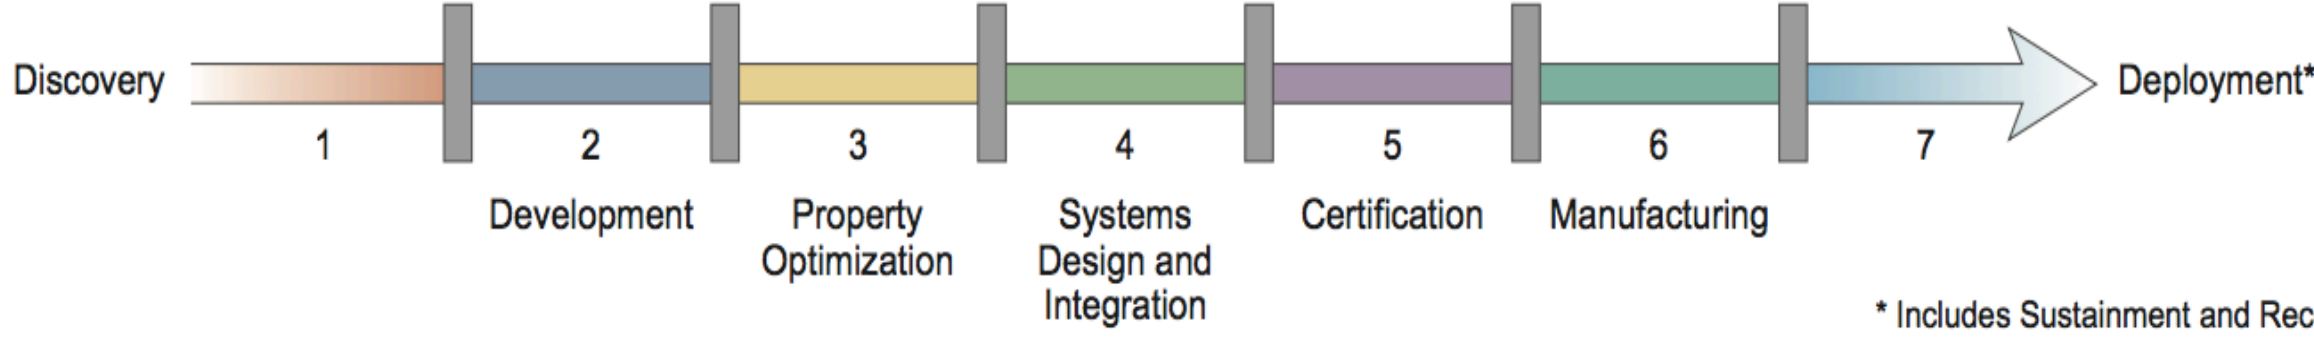 Discovery
Deployment*
1
2
3
4
5
6
7
Development
Property
Optimization
Systems
Design and
Integration
Certification
Manufacturing
* Includes Sustainment and Rec